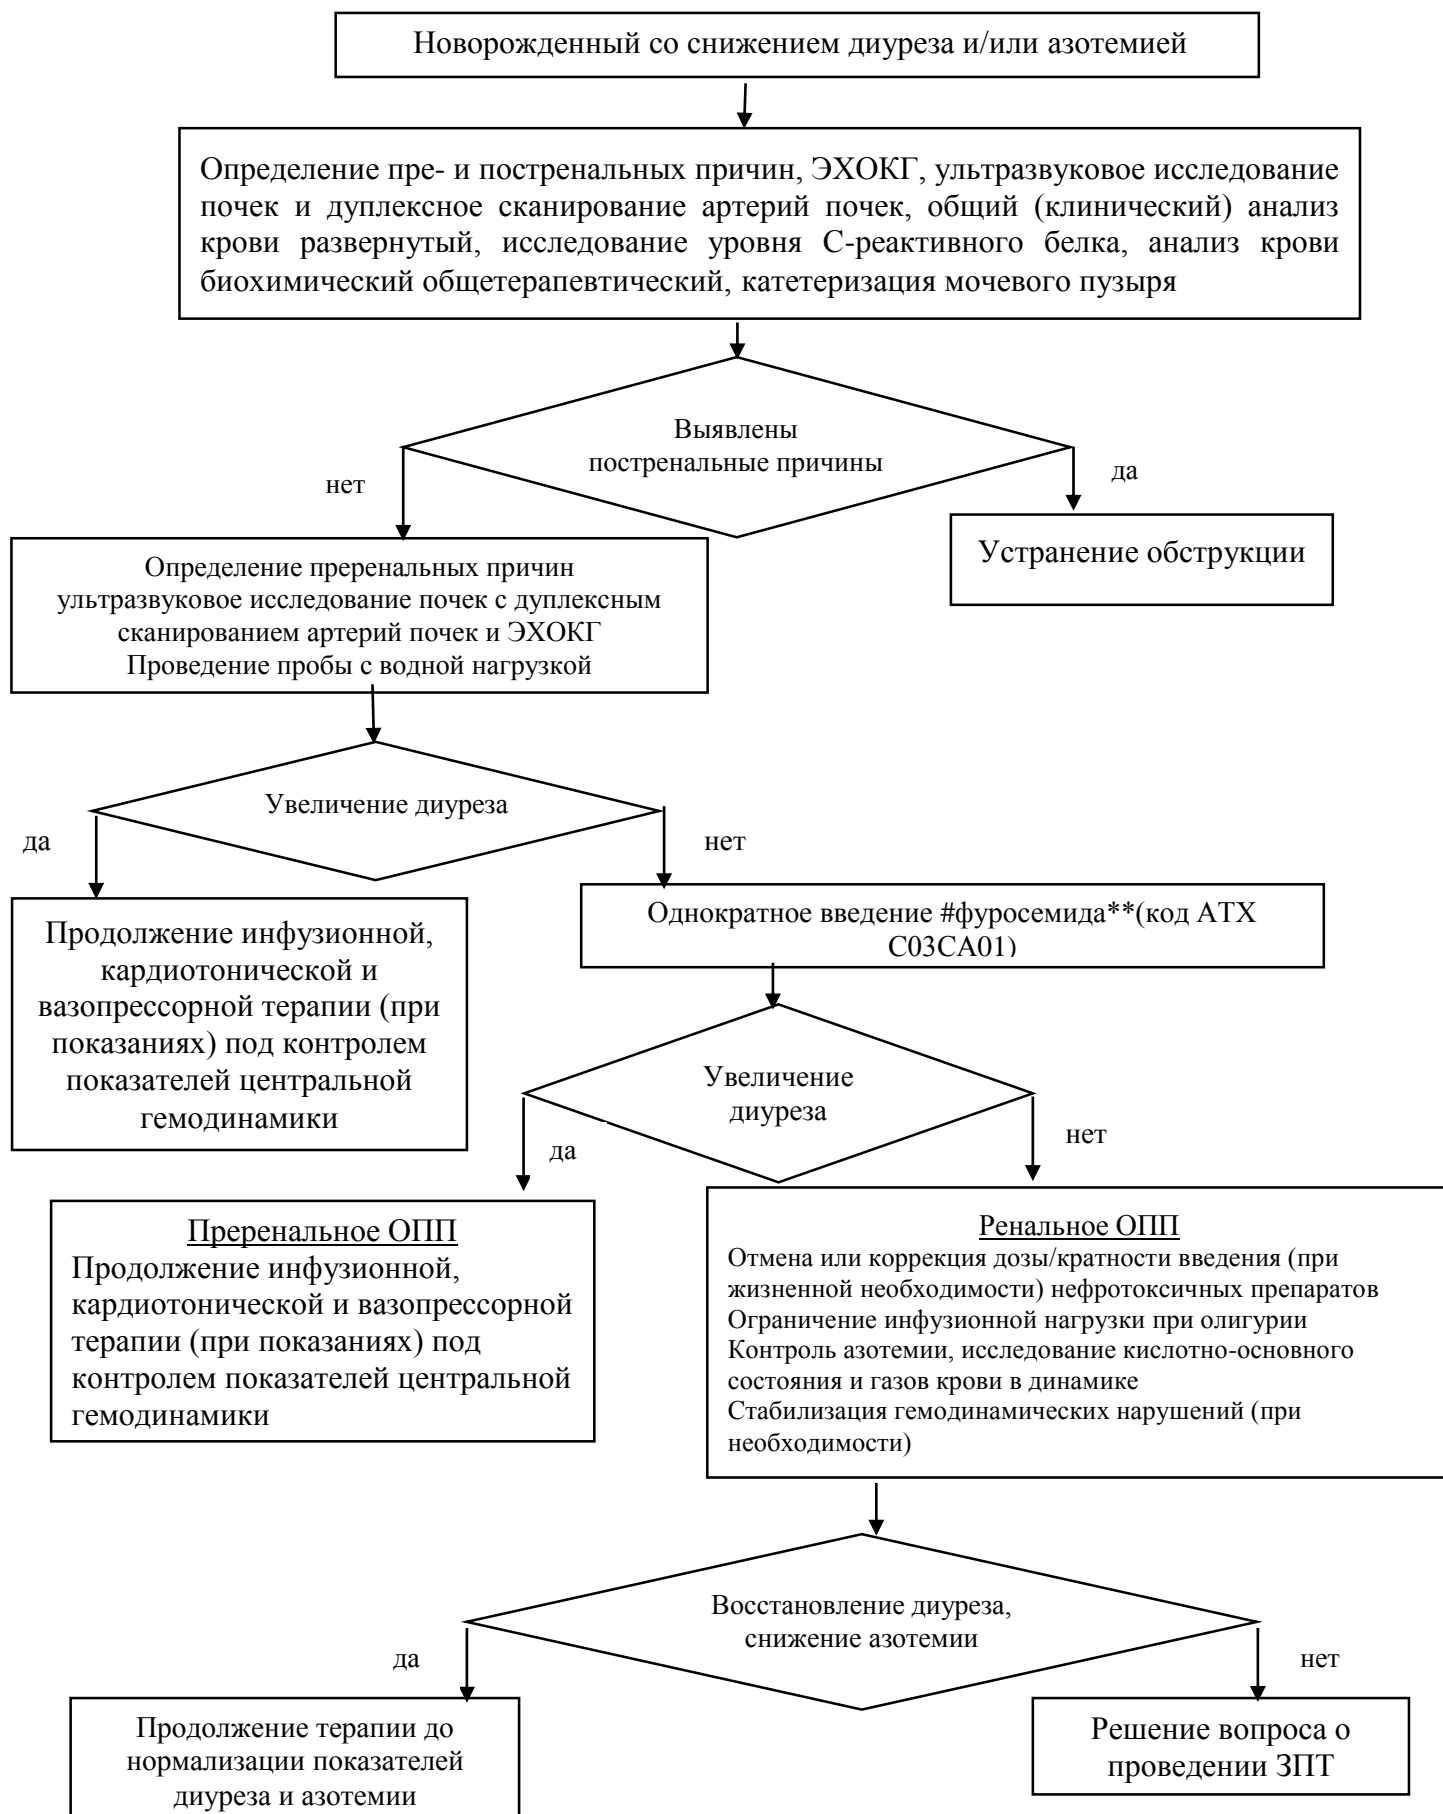 Новорожденный со снижением диуреза и/или азотемией
Определение пре- и постренальных причин, ЭХОКГ, ультразвуковое исследование
почек и дуплексное сканирование артерий почек, общий (клинический) анализ
крови развернутый, исследование уровня С-реактивного белка, анализ крови
биохимический общетерапевтический, катетеризация мочевого пузыря
Выявлены
постренальные причины
нет
да
Устранение обструкции
Определение преренальных причин
ультразвуковое исследование почек с дуплексным
сканированием артерий почек и ЭХОКГ
Проведение пробы с водной нагрузкой
Увеличение диуреза
да
нет
Продолжение инфузионной,
кардиотонической и
вазопрессорной терапии (при
показаниях) под контролем
показателей центральной
гемодинамики
Однократное введение #фуросемида**(код АТХ
C03CA01)
Увеличение
диуреза
да
нет
Преренальное ОПП
Продолжение инфузионной,
кардиотонической и вазопрессорной
терапии (при показаниях) под
контролем показателей центральной
гемодинамики
Ренальное ОПП
Отмена или коррекция дозы/кратности введения (при
жизненной необходимости) нефротоксичных препаратов
Ограничение инфузионной нагрузки при олигурии
Контроль азотемии, исследование кислотно-основного
состояния и газов крови в динамике
Стабилизация гемодинамических нарушений (при
необходимости)
Восстановление диуреза,
снижение азотемии
да
нет
Продолжение терапии до
нормализации показателей
диуреза и азотемии
Решение вопроса о
проведении ЗПТ